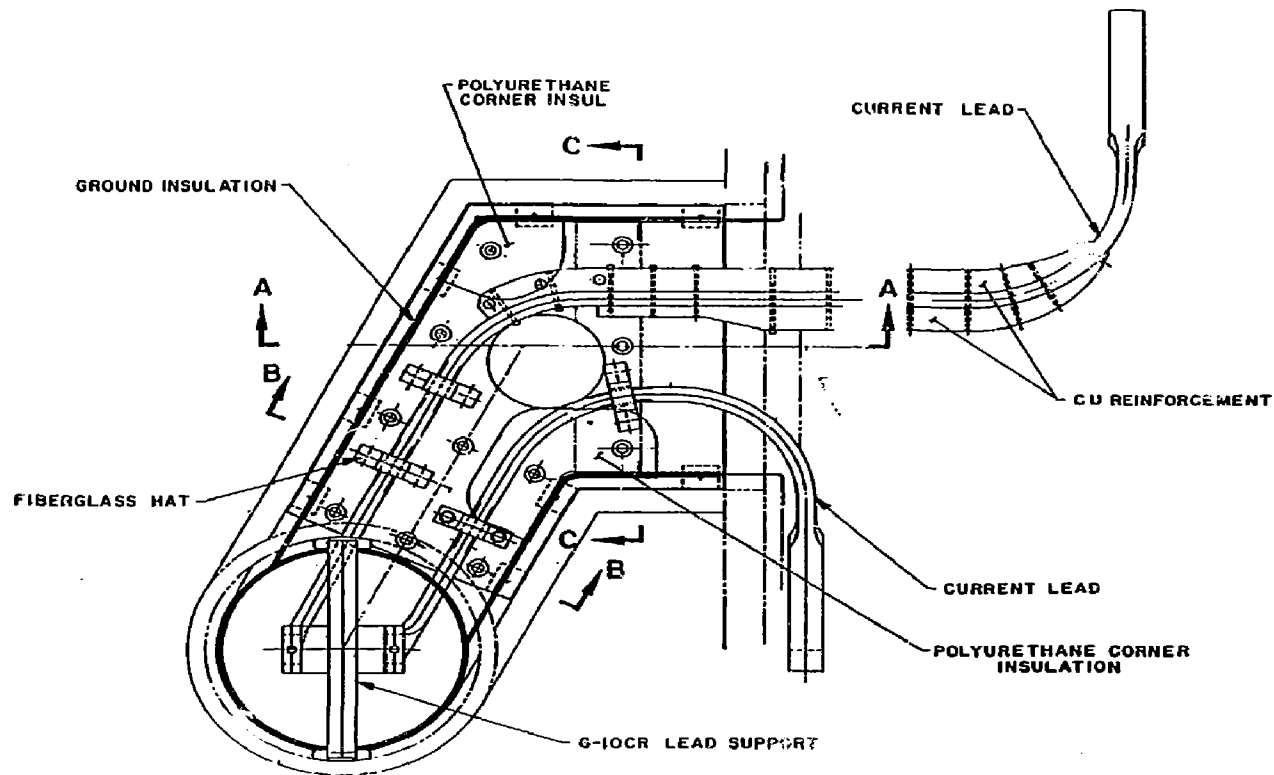 POLYURETHANE
CORNER INSUL
CURRENT LEAD
C
GROUND INSULATION
A
A
B
CU REINFORCEMENT
FIBERGLASS HAT
C
B
CURRENT LEAD
POLYURETHANE CORNER
INSULATION
G-10CR LEAD SUPPORT